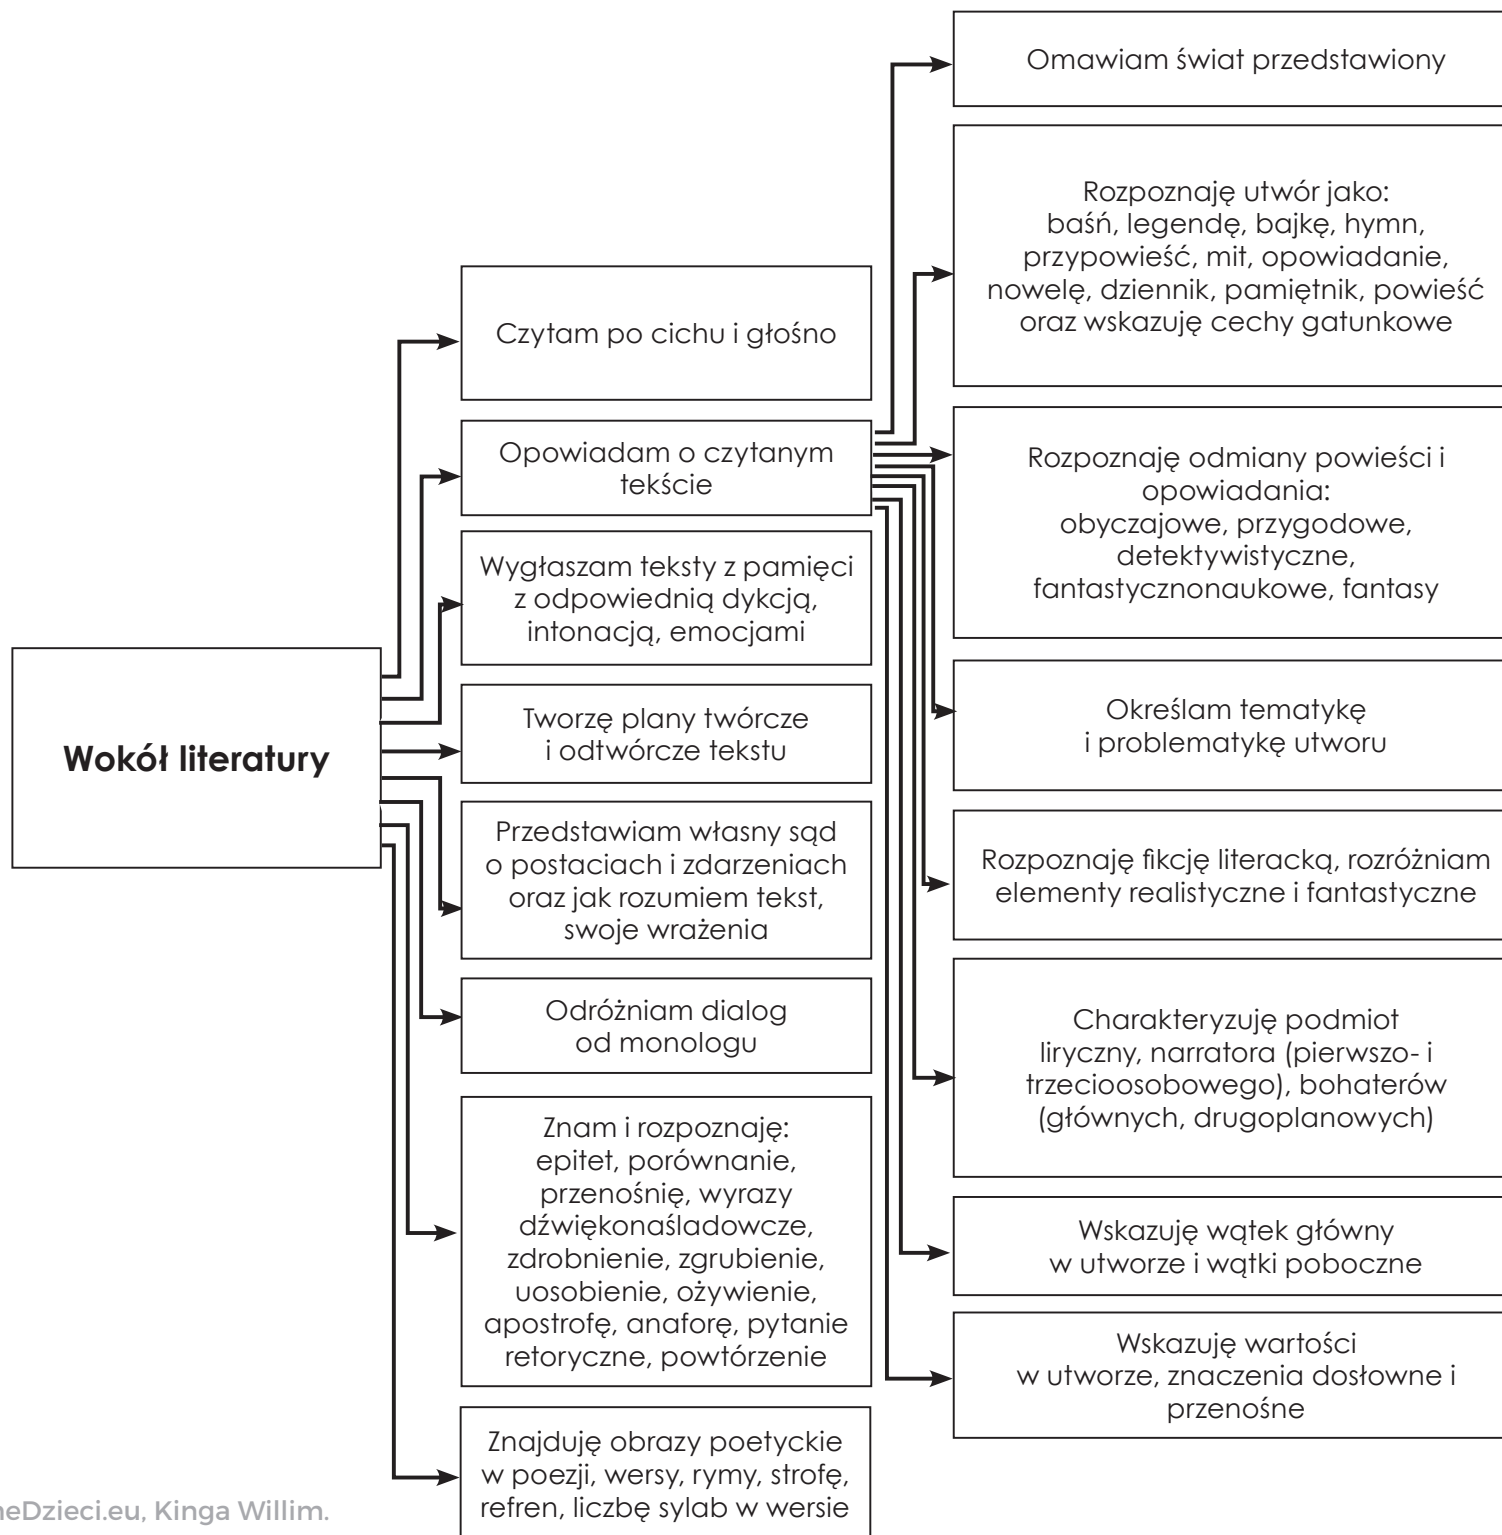 Wokół literatury
Czytam po cichu i głośno
Opowiadam o czytanym
tekście
Wygłaszam teksty z pamięci
z odpowiednią dykcją,
intonacją, emocjami
Tworzę plany twórcze
i odtwórcze tekstu
Przedstawiam własny sąd
o postaciach i zdarzeniach
oraz jak rozumiem tekst,
swoje wrażenia
Odróżniam dialog
od monologu
Znam i rozpoznaję:
epitet, porównanie,
przenośnię, wyrazy
dźwiękonaśladowcze,
zdrobnienie, zgrubienie,
uosobienie, ożywienie,
apostrofę, anaforę, pytanie
retoryczne, powtórzenie
Znajduję obrazy poetyckie
w poezji, wersy, rymy, strofę,
refren, liczbę sylab w wersie
Omawiam świat przedstawiony
Rozpoznaję utwór jako:
baśń, legendę, bajkę, hymn,
przypowieść, mit, opowiadanie,
nowelę, dziennik, pamiętnik, powieść
oraz wskazuję cechy gatunkowe
Rozpoznaję odmiany powieści i
opowiadania:
obyczajowe, przygodowe,
detektywistyczne,
fantastycznonaukowe, fantasy
Określam tematykę
i problematykę utworu
Rozpoznaję fikcję literacką, rozróżniam
elementy realistyczne i fantastyczne
Charakteryzuję podmiot
liryczny, narratora (pierwszo- i
trzecioosobowego), bohaterów
(głównych, drugoplanowych)
Wskazuję wątek główny
w utworze i wątki poboczne
Wskazuję wartości
w utworze, znaczenia dosłowne i
przenośne
neDzieci.eu, Kinga Willim.